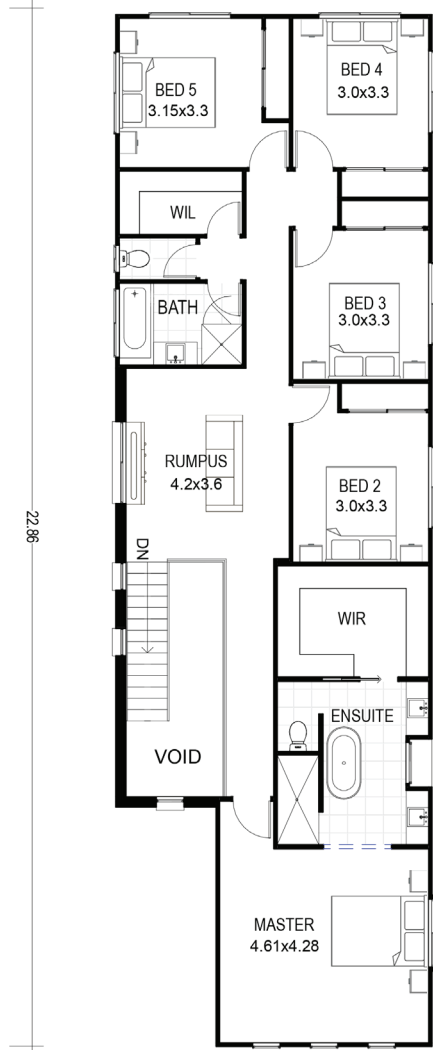 BED 5
3.15x3.3
BED 4
3.0x3.3
WIL
BATH
BED 3
3.0x3.3
RUMPUS
4.2x3.6
BED 2
3.0x3.3
22.86
DN
WIR
ENSUITE
VOID
MASTER
4.61x4.28